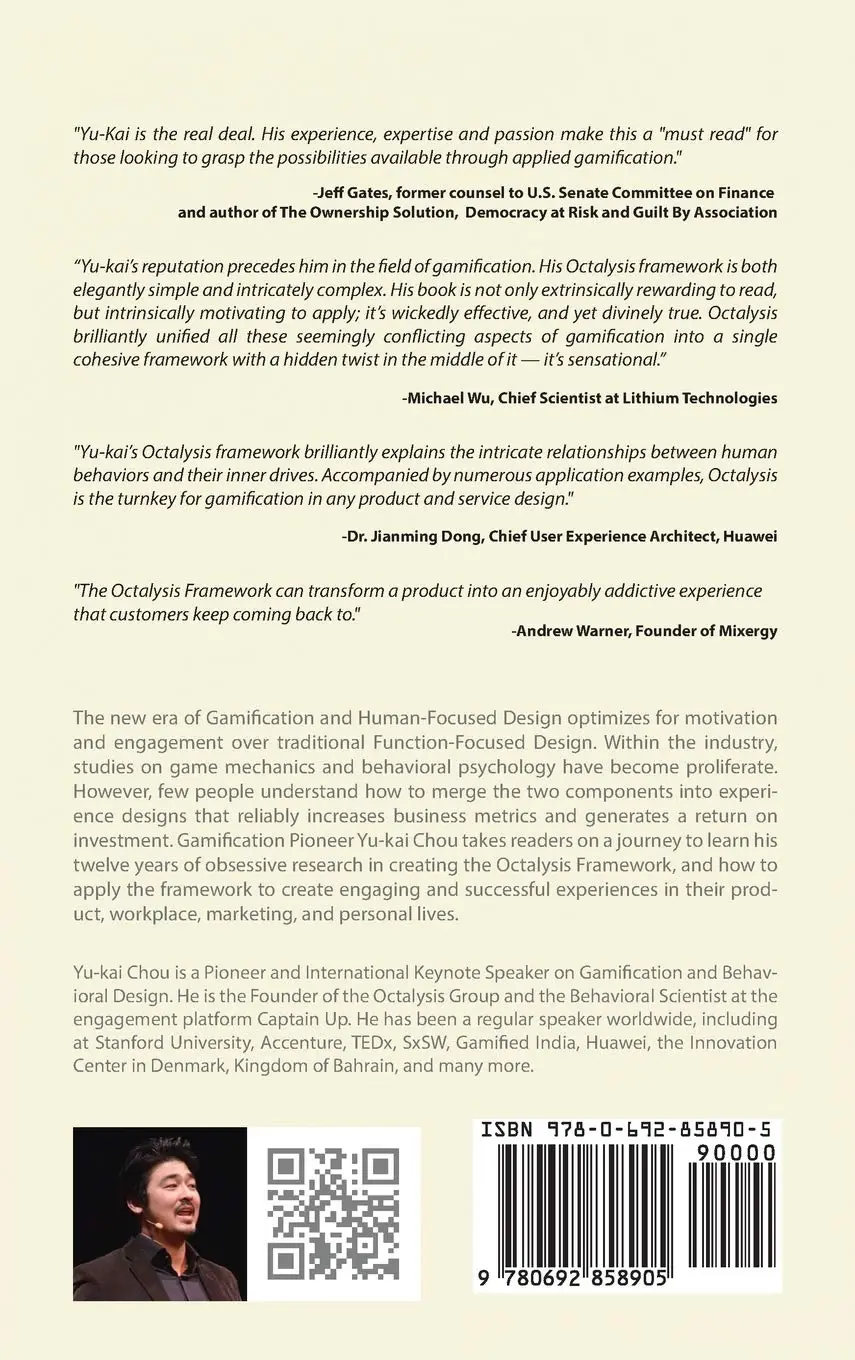 "Yu-Kai is the real deal. His experience, expertise and passion make this a "must read" for
those looking to grasp the possibilities available through applied gamification."
-Jeff Gates, former counsel to U.S. Senate Committee on Finance
and author of The Ownership Solution, Democracy at Risk and Guilt By Association
“Yu-kai’s reputation precedes him in the field of gamification. His Octalysis framework is both
elegantly simple and intricately complex. His book is not only extrinsically rewarding to read,
but intrinsically motivating to apply; it’s wickedly effective, and yet divinely true. Octalysis
brilliantly unified all these seemingly conflicting aspects of gamification into a single
cohesive framework with a hidden twist in the middle of it — it’s sensational.”
-Michael Wu, Chief Scientist at Lithium Technologies
"Yu-kai’s Octalysis framework brilliantly explains the intricate relationships between human
behaviors and their inner drives. Accompanied by numerous application examples, Octalysis
is the turnkey for gamification in any product and service design."
-Dr. Jianming Dong, Chief User Experience Architect, Huawei
"The Octalysis Framework can transform a product into an enjoyably addictive experience
that customers keep coming back to."
-Andrew Warner, Founder of Mixergy
The new era of Gamification and Human-Focused Design optimizes for motivation
and engagement over traditional Function-Focused Design. Within the industry,
studies on game mechanics and behavioral psychology have become proliferate.
However, few people understand how to merge the two components into experi-
ence designs that reliably increases business metrics and generates a return on
investment. Gamification Pioneer Yu-kai Chou takes readers on a journey to learn his
twelve years of obsessive research in creating the Octalysis Framework, and how to
apply the framework to create engaging and successful experiences in their prod-
uct, workplace, marketing, and personal lives.
Yu-kai Chou is a Pioneer and International Keynote Speaker on Gamification and Behav-
ioral Design. He is the Founder of the Octalysis Group and the Behavioral Scientist at the
engagement platform Captain Up. He has been a regular speaker worldwide, including
at Stanford University, Accenture, TEDx, SxSW, Gamified India, Huawei, the Innovation
Center in Denmark, Kingdom of Bahrain, and many more.
ISBN 978-0-692-85890-5
90000
9 780692 858905